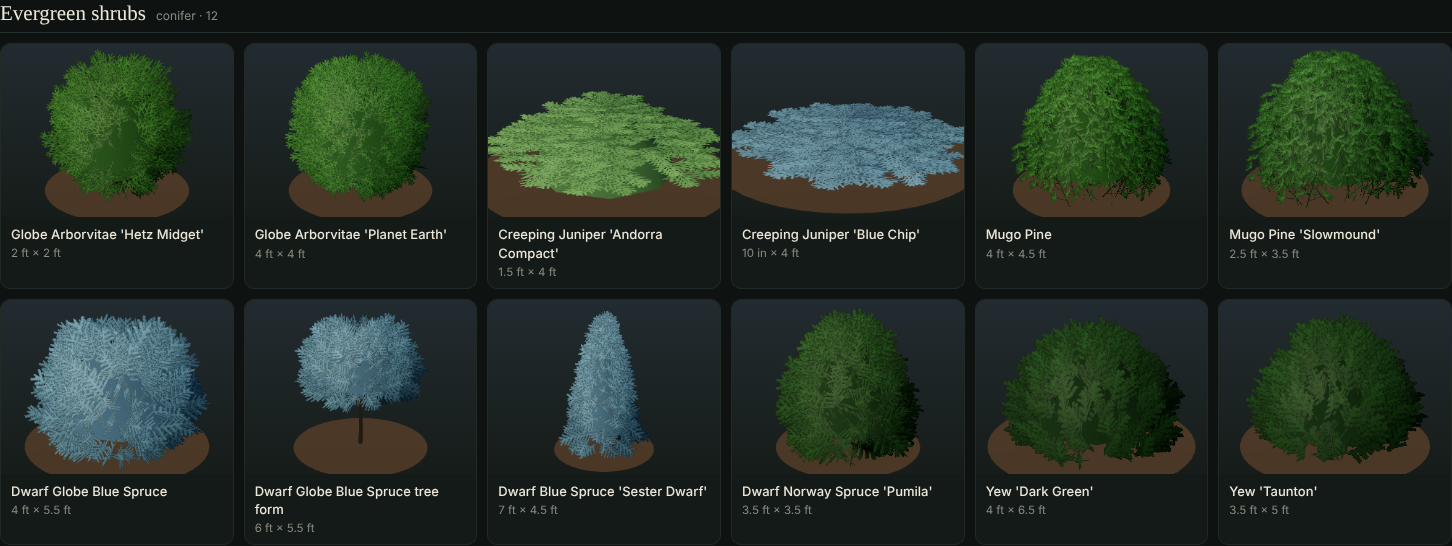 Evergreen shrubs conifer · 12
Globe Arborvitae 'Hetz Midget'
2 ft × 2 ft
Globe Arborvitae 'Planet Earth'
4 ft × 4 ft
Creeping Juniper 'Andorra
Compact'
1.5 ft × 4 ft
Creeping Juniper 'Blue Chip'
10 in × 4 ft
Mugo Pine
4 ft × 4.5 ft
Mugo Pine 'Slowmound'
2.5 ft × 3.5 ft
Dwarf Globe Blue Spruce
4 ft × 5.5 ft
Dwarf Globe Blue Spruce tree
form
6 ft × 5.5 ft
Dwarf Blue Spruce 'Sester Dwarf'
7 ft × 4.5 ft
Dwarf Norway Spruce 'Pumila'
3.5 ft × 3.5 ft
Yew 'Dark Green'
4 ft × 6.5 ft
Yew 'Taunton'
3.5 ft × 5 ft